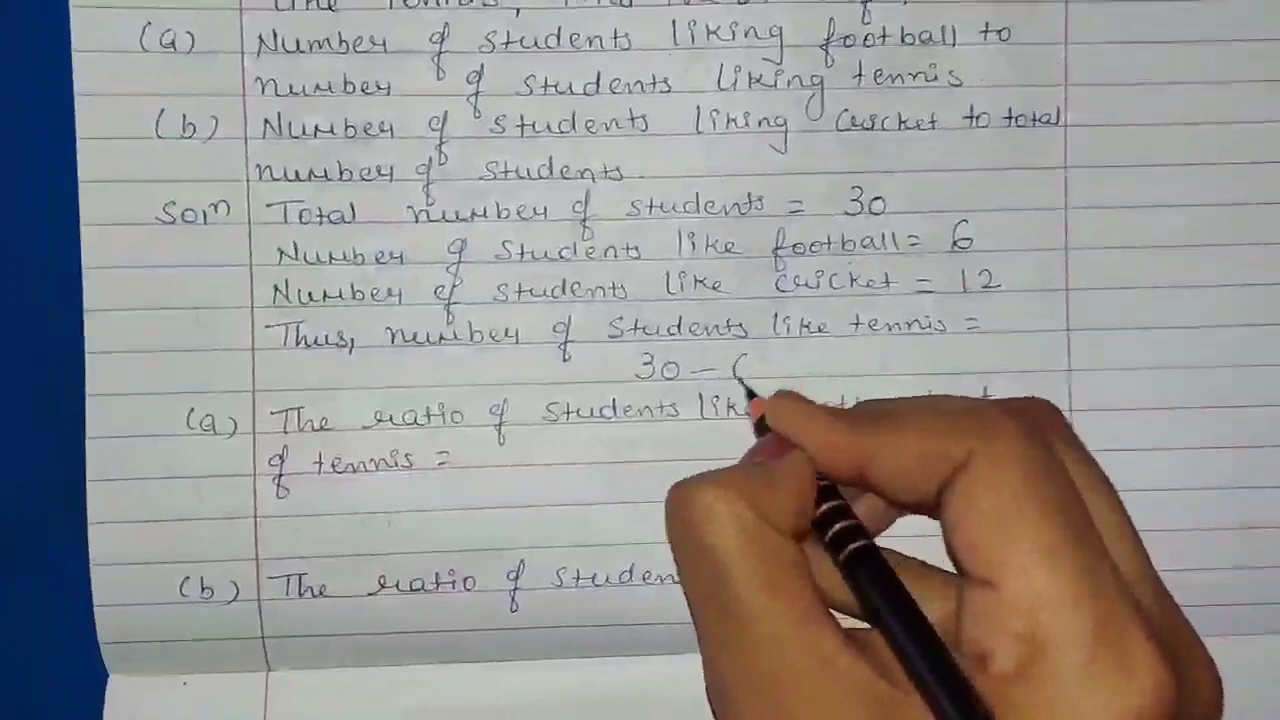 (a) Number of students liking football to
number of students liking tennis
(b) Number of students liking cricket to total
number of students.
Soln Total number of students = 30
Number of students like football = 6
Number of students like cricket = 12
Thus, number of students like tennis =
30 –
(a) The ratio of students
of tennis =
(b) The ratio of